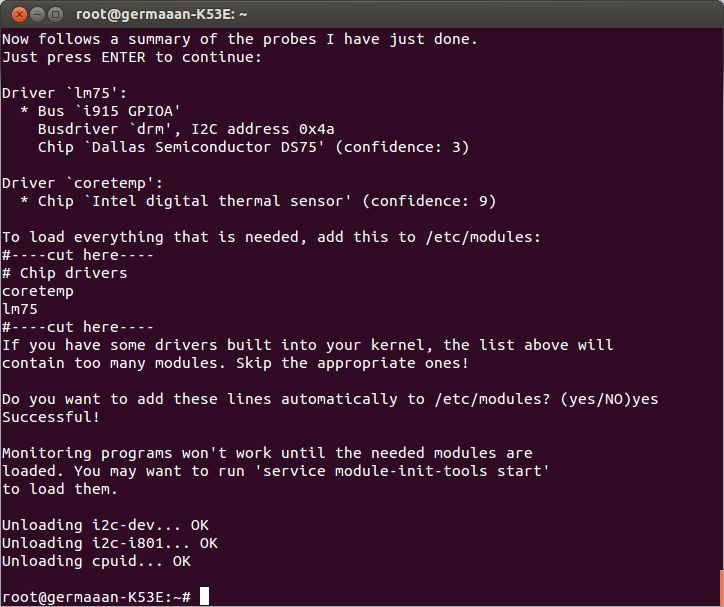 root@germaaan-K53E: ~
Now follows a summary of the probes I have just done.
Just press ENTER to continue:

Driver `lm75':
  * Bus `i915 GPIOA'
    Busdriver `drm', I2C address 0x4a
    Chip `Dallas Semiconductor DS75' (confidence: 3)

Driver `coretemp':
  * Chip `Intel digital thermal sensor' (confidence: 9)

To load everything that is needed, add this to /etc/modules:
#----cut here----
# Chip drivers
coretemp
lm75
#----cut here----
If you have some drivers built into your kernel, the list above will
contain too many modules. Skip the appropriate ones!

Do you want to add these lines automatically to /etc/modules? (yes/NO)yes
Successful!

Monitoring programs won't work until the needed modules are
loaded. You may want to run 'service module-init-tools start'
to load them.

Unloading i2c-dev... OK
Unloading i2c-i801... OK
Unloading cpuid... OK

root@germaaan-K53E:~#